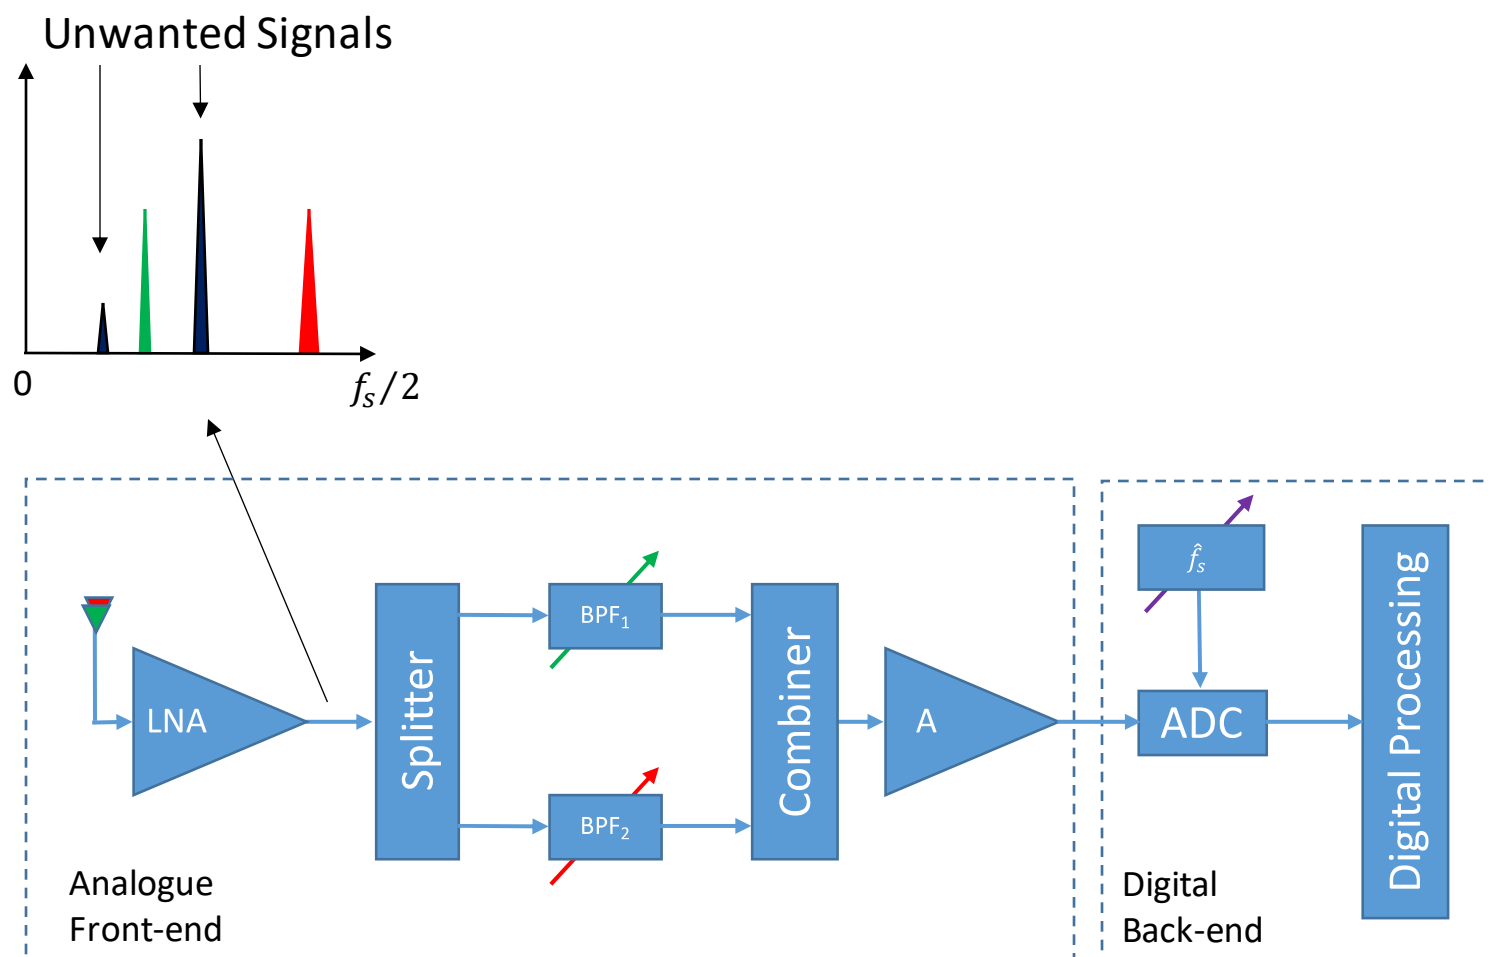 Unwanted Signals
0
fₛ/2
f̂ₛ
BPF₁
LNA
Splitter
Combiner
A
ADC
Digital Processing
BPF₂
Analogue
Front-end
Digital
Back-end